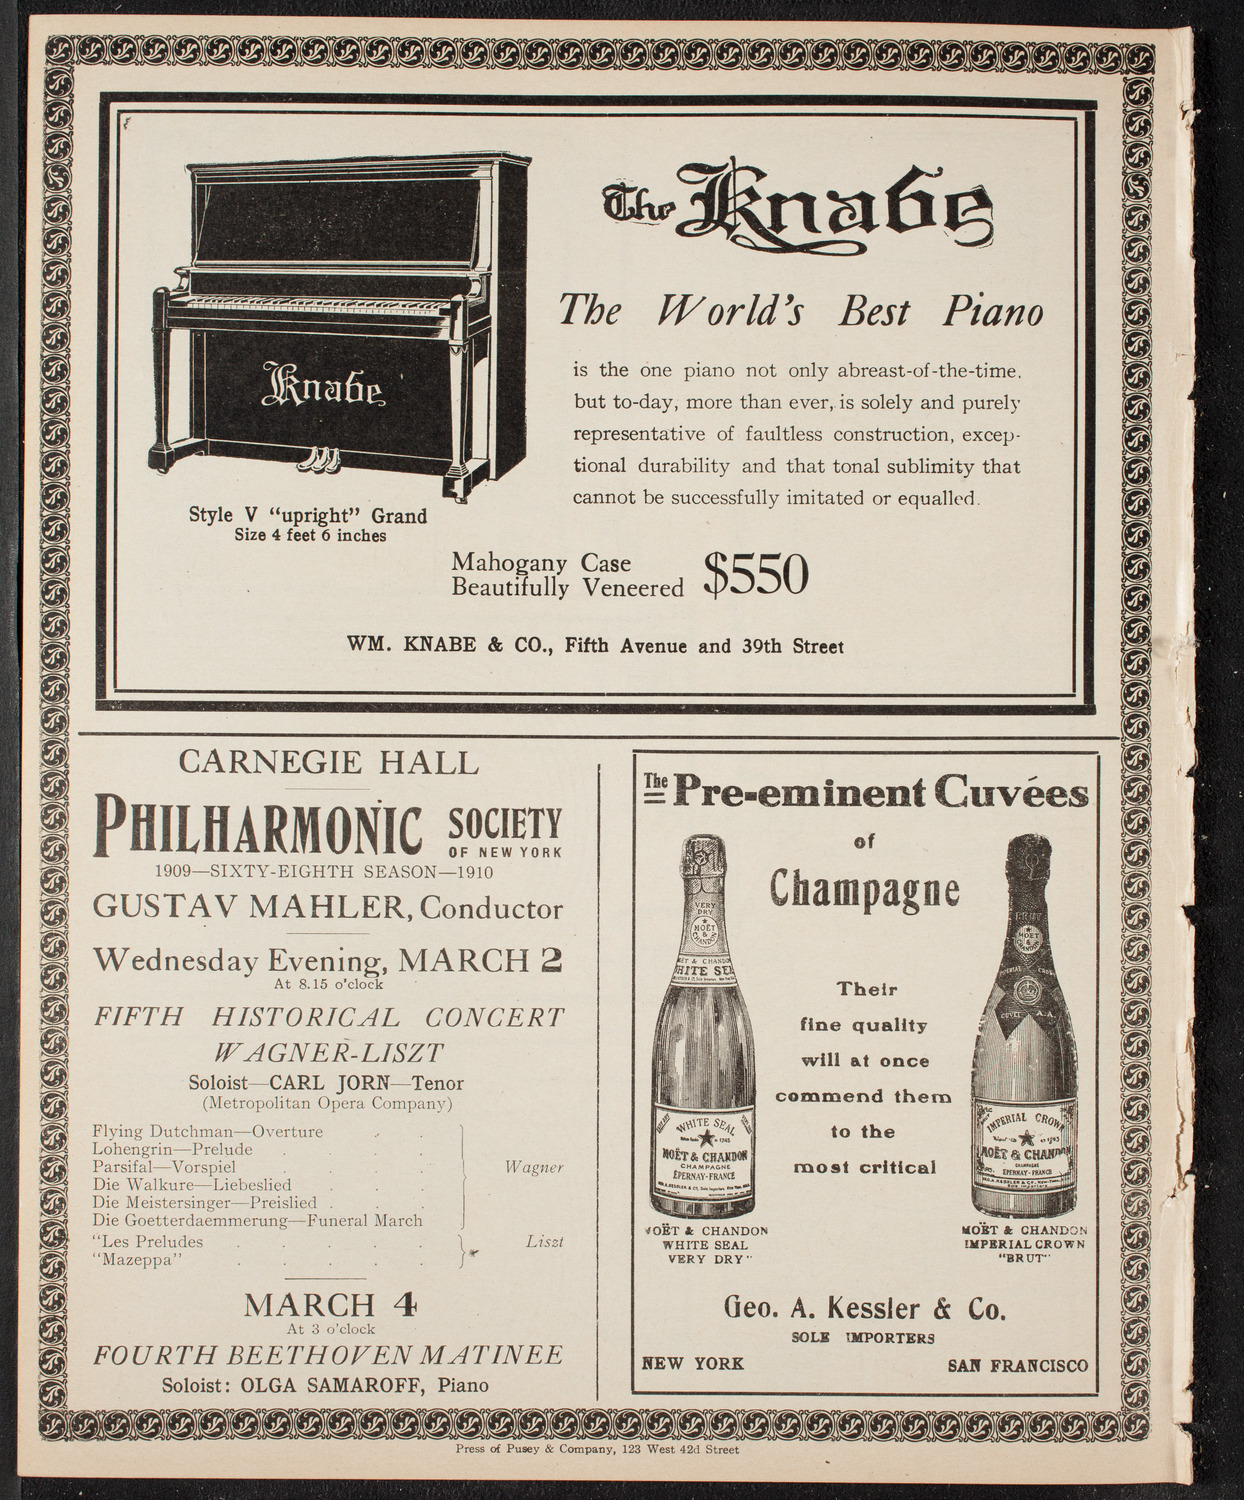 The Knabe
The World's Best Piano
is the one piano not only abreast-of-the-time,
but to-day, more than ever, is solely and purely
representative of faultless construction, excep-
tional durability and that tonal sublimity that
cannot be successfully imitated or equalled.
Knabe
Style V "upright" Grand
Size 4 feet 6 inches
Mahogany Case
Beautifully Veneered $550
WM. KNABE & CO., Fifth Avenue and 39th Street
CARNEGIE HALL
PHILHARMONIC SOCIETY
OF NEW YORK
1909—SIXTY-EIGHTH SEASON—1910
GUSTAV MAHLER, Conductor
Wednesday Evening, MARCH 2
At 8.15 o'clock
FIFTH HISTORICAL CONCERT
WAGNER-LISZT
Soloist—CARL JORN—Tenor
(Metropolitan Opera Company)
Flying Dutchman—Overture
Lohengrin—Prelude
Parsifal—Vorspiel Wagner
Die Walkure—Liebeslied
Die Meistersinger—Preislied
Die Goetterdaemmerung—Funeral March
"Les Preludes Liszt
"Mazeppa"
MARCH 4
At 3 o'clock
FOURTH BEETHOVEN MATINEE
Soloist: OLGA SAMAROFF, Piano
The Pre-eminent Cuvées
of
Champagne
Their
fine quality
will at once
commend them
to the
most critical
VERY
DRY
MOËT
&
CHANDON
WHITE SEAL
MOËT & CHANDON
CHAMPAGNE
EPERNAY-FRANCE
BRUT
IMPERIAL CROWN
MOËT & CHANDON
CHAMPAGNE
EPERNAY-FRANCE
MOËT & CHANDON
WHITE SEAL
VERY DRY"
MOËT & CHANDON
IMPERIAL CROWN
"BRUT"
Geo. A. Kessler & Co.
SOLE IMPORTERS
NEW YORK SAN FRANCISCO
Press of Pusey & Company, 123 West 42d Street